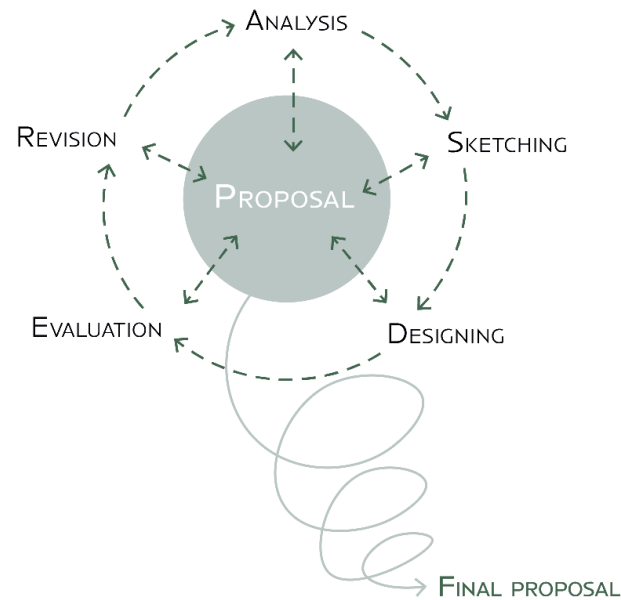 Analysis
Sketching
Designing
Evaluation
Revision
Proposal
Final proposal